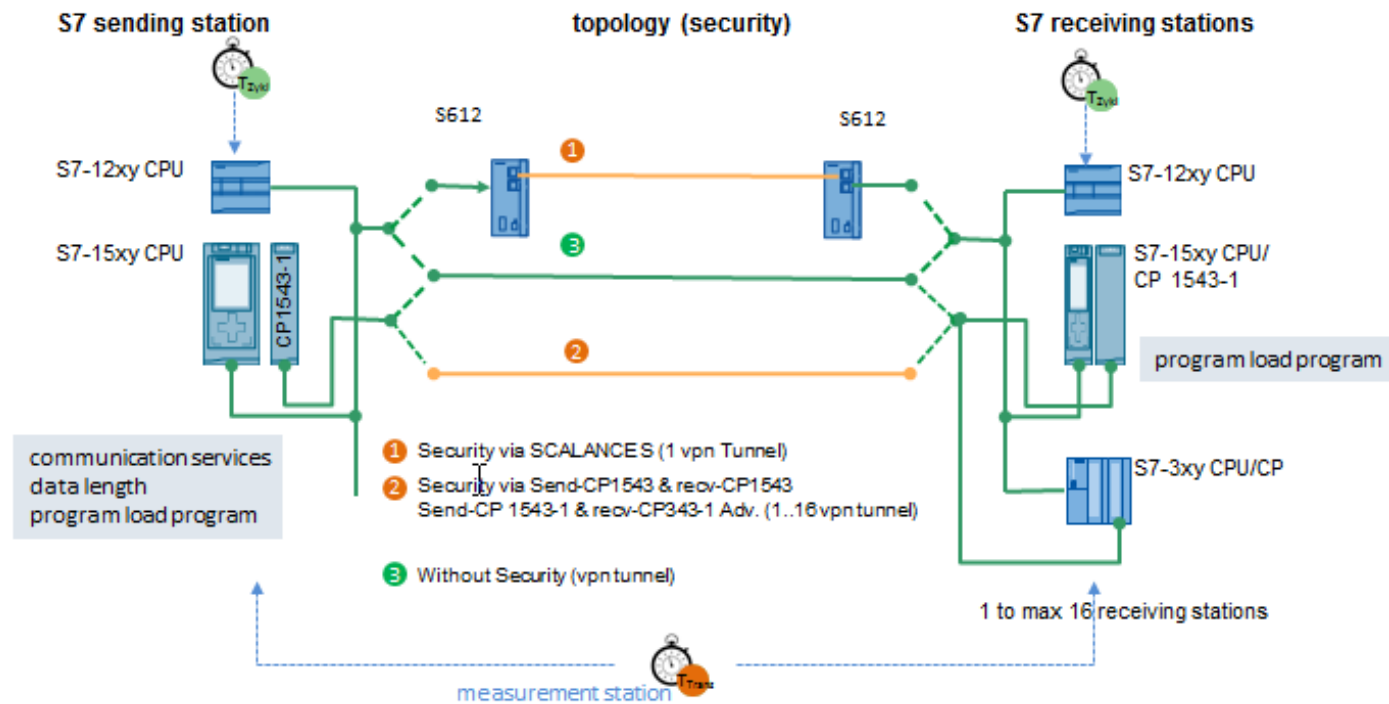 S7 sending station
topology (security)
S7 receiving stations
TZykl
TZykl
S612
S612
1
S7-12xy CPU
S7-12xy CPU
S7-15xy CPU
CP1543-1
3
S7-15xy CPU/
CP 1543-1
2
program load program
communication services
data length
program load program
1 Security via SCALANCES (1 vpn Tunnel)
2 Security via Send-CP1543 & recv-CP1543
Send-CP 1543-1 & recv-CP343-1 Adv. (1..16 vpn tunnel)
S7-3xy CPU/CP
3 Without Security (vpn tunnel)
1 to max 16 receiving stations
TTrans
measurement station